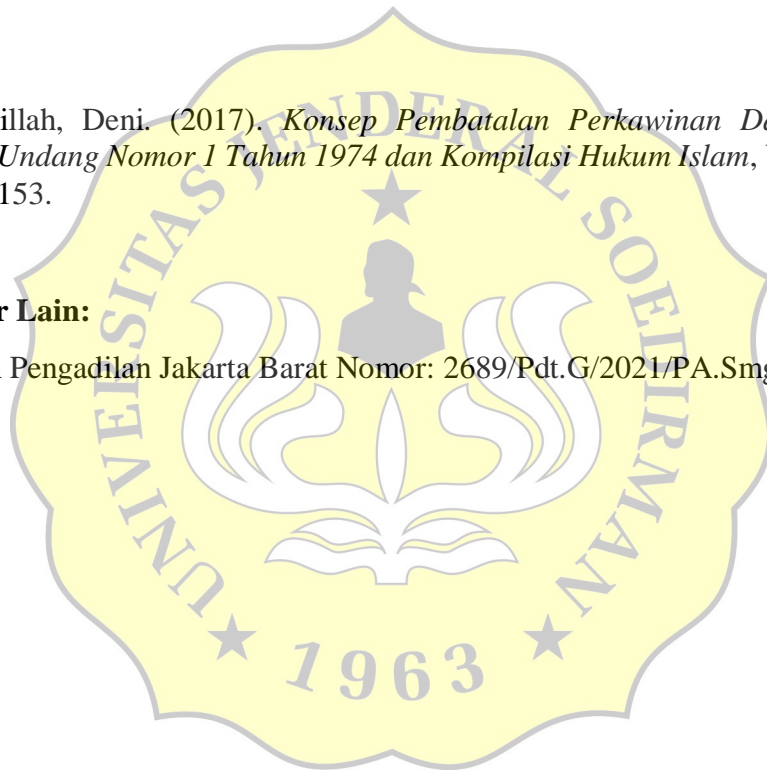 illah, Deni. (2017). Konsep Pembatalan Perkawinan Da
Undang Nomor 1 Tahun 1974 dan Kompilasi Hukum Islam,
153.
r Lain:
Pengadilan Jakarta Barat Nomor: 2689/Pdt.G/2021/PA.Smg
UNIVERSITAS JENDERAL SOEDIRMAN
★ 1963 ★